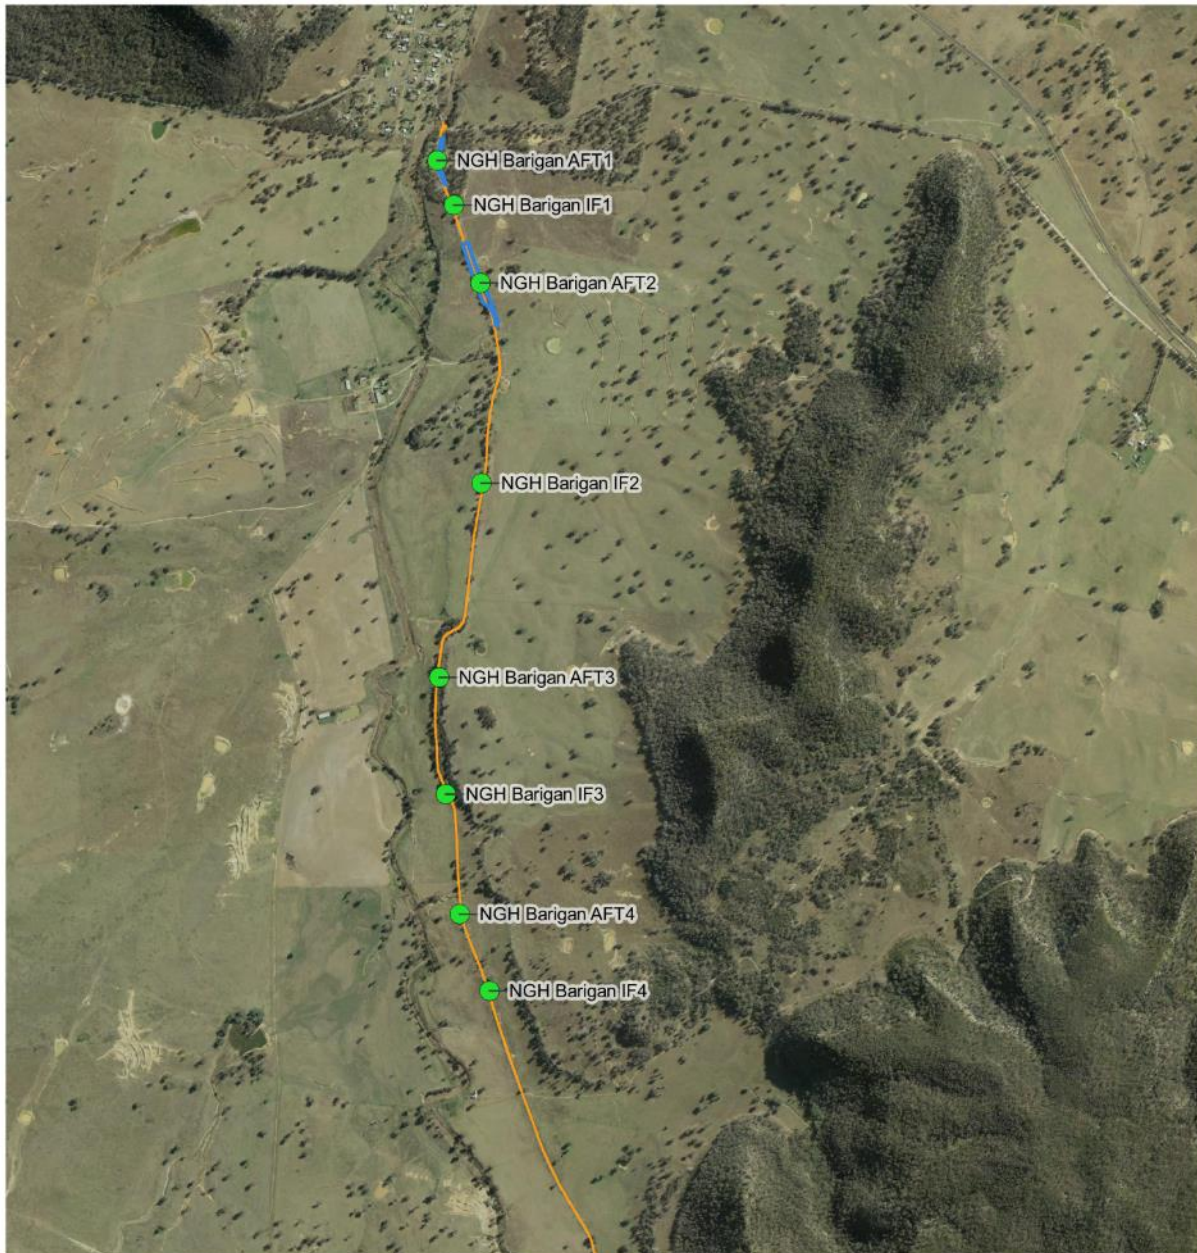 NGH Barigan AFT1
NGH Barigan IF1
NGH Barigan AFT2
NGH Barigan IF2
NGH Barigan AFT3
NGH Barigan IF3
NGH Barigan AFT4
NGH Barigan IF4